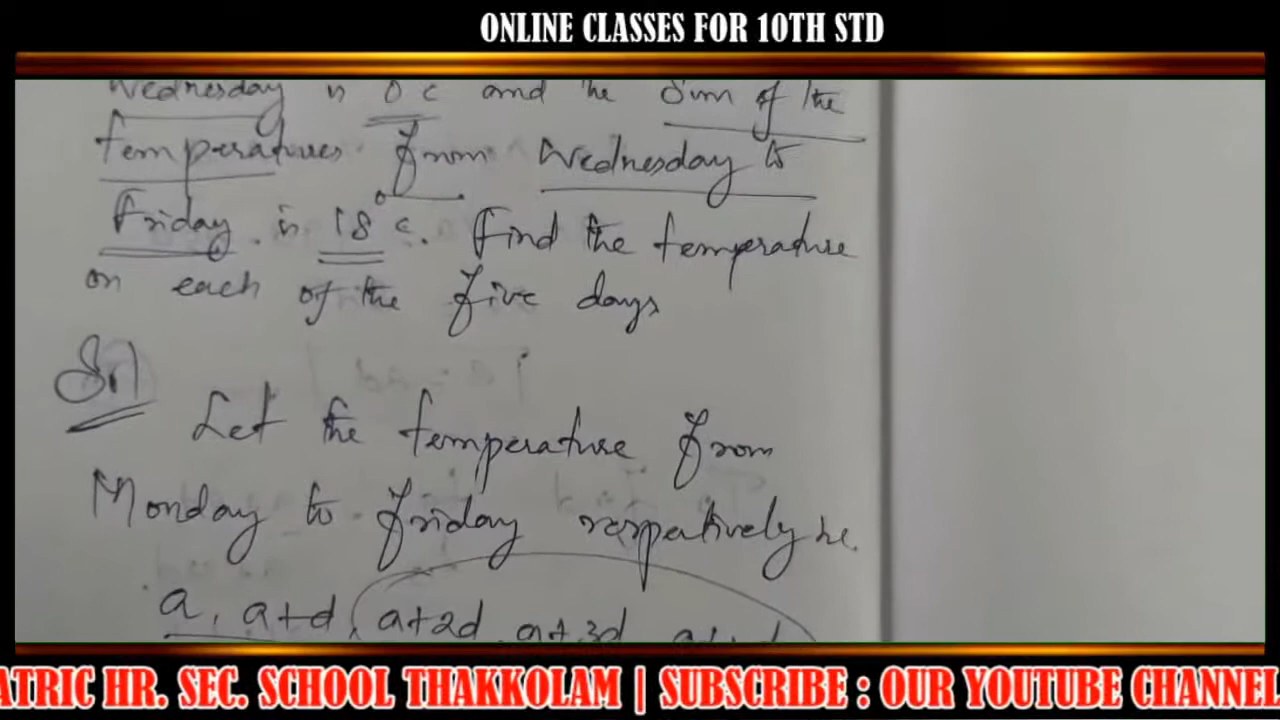 ONLINE CLASSES FOR 10TH STD
Wednesday is 0°c and the Sum of the
temperatures from Wednesday to
Friday is 18°c. Find the temperature
on each of the five days
Sol
Let the temperature from
Monday to friday respectively be
a, a+d, a+2d, a+3d,
ATRIC HR. SEC. SCHOOL THAKKOLAM | SUBSCRIBE : OUR YOUTUBE CHANNEL